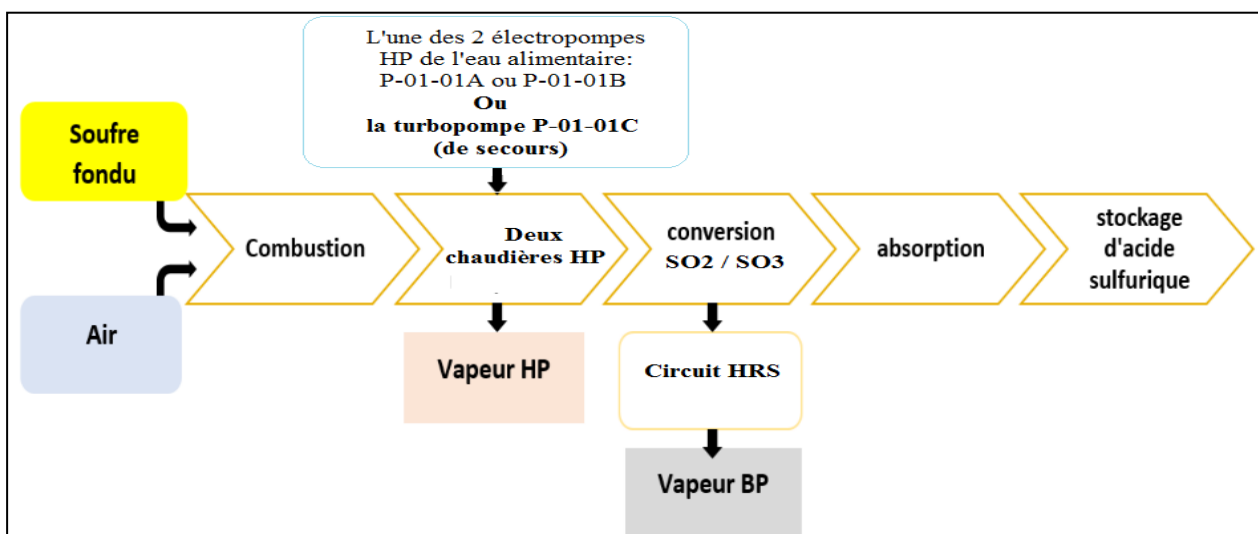 L'une des 2 électropompes
HP de l'eau alimentaire:
P-01-01A ou P-01-01B
Ou
la turbopompe P-01-01C
(de secours)
Soufre
fondu
Air
Combustion
Deux
chaudières HP
conversion
SO2 / SO3
absorption
stockage
d'acide
sulfurique
Vapeur HP
Circuit HRS
Vapeur BP